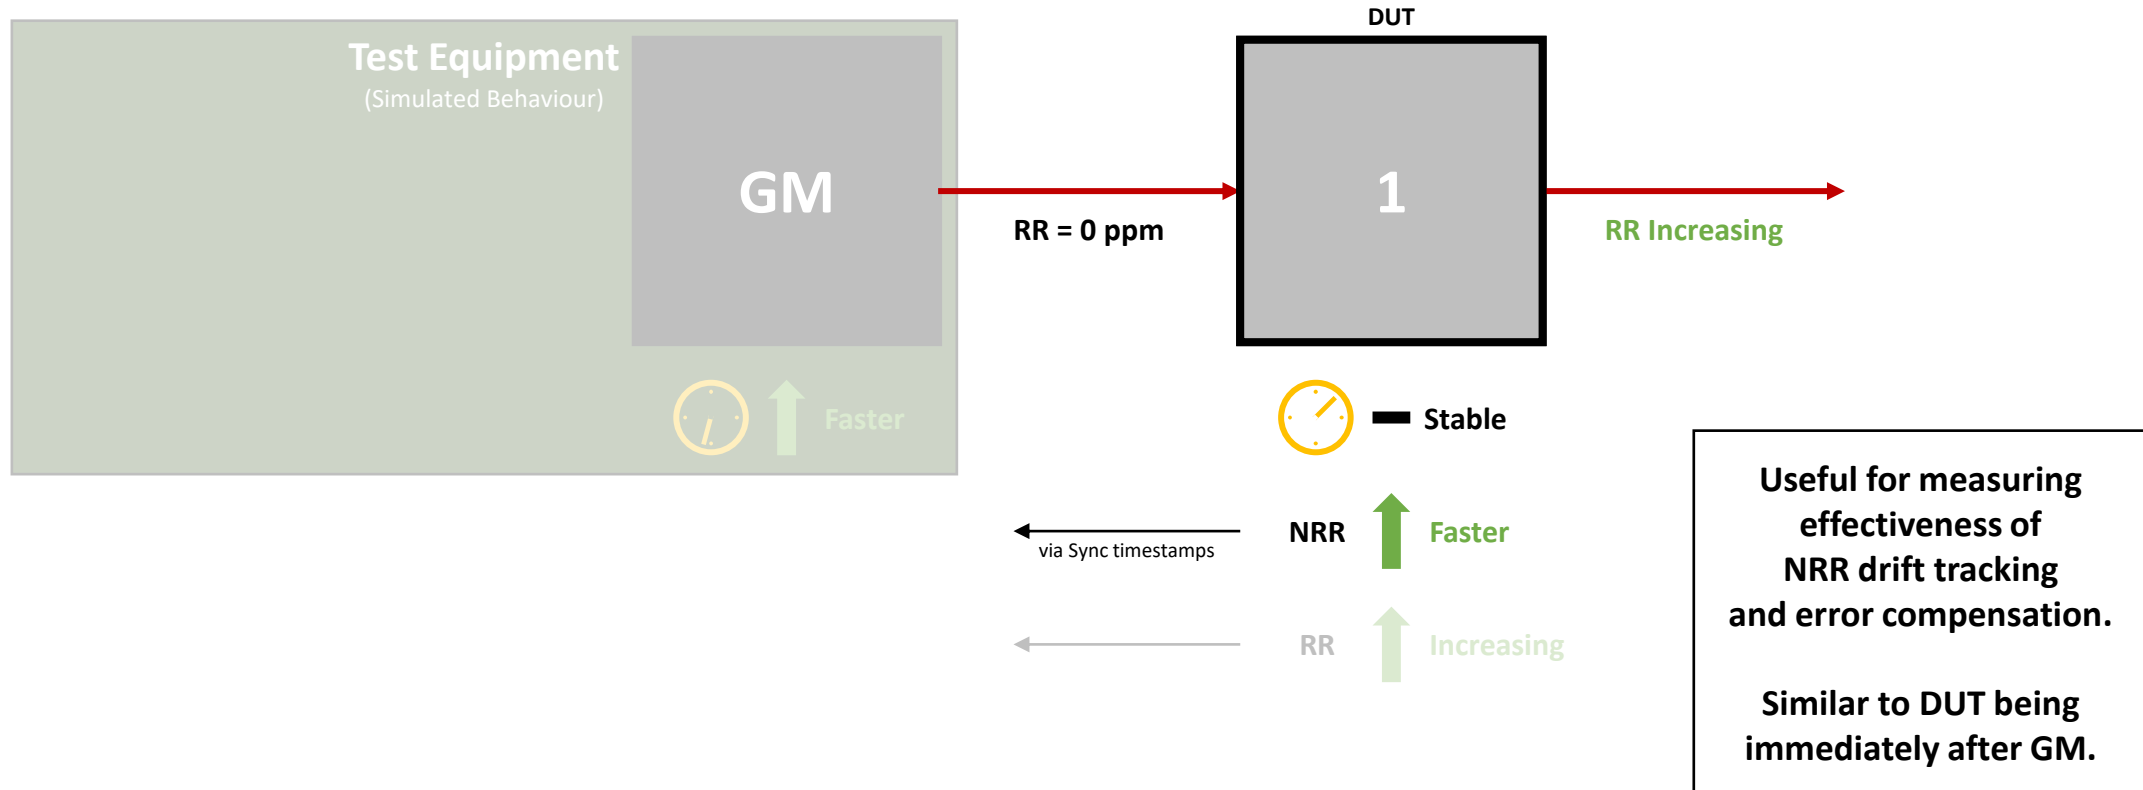 DUT
Test Equipment
(Simulated Behaviour)
GM
1
RR = 0 ppm
RR Increasing
Faster
Stable
via Sync timestamps
NRR
Faster
RR
Increasing
Useful for measuring
effectiveness of
NRR drift tracking
and error compensation.
Similar to DUT being
immediately after GM.